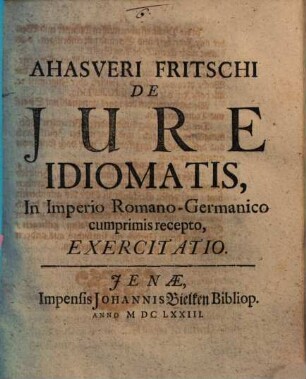 6.
AHASVERI FRITSCHI
DE
JURE
IDIOMATIS,
In Imperio Romano-Germanico
cumprimis recepto,
EXERCITATIO.
JENÆ,
Impensis JOHANNIS Bielken Bibliop.
ANNO M DC LXXIII.